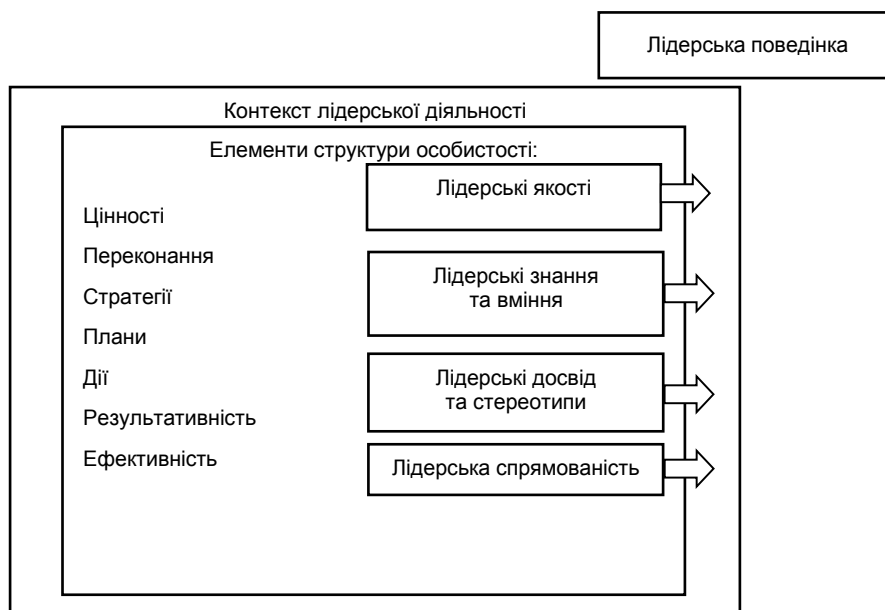 Лідерська поведінка
Контекст лідерської діяльності
Елементи структури особистості:
Цінності
Переконання
Стратегії
Плани
Дії
Результативність
Ефективність
Лідерські якості
Лідерські знання
та вміння
Лідерські досвід
та стереотипи
Лідерська спрямованість